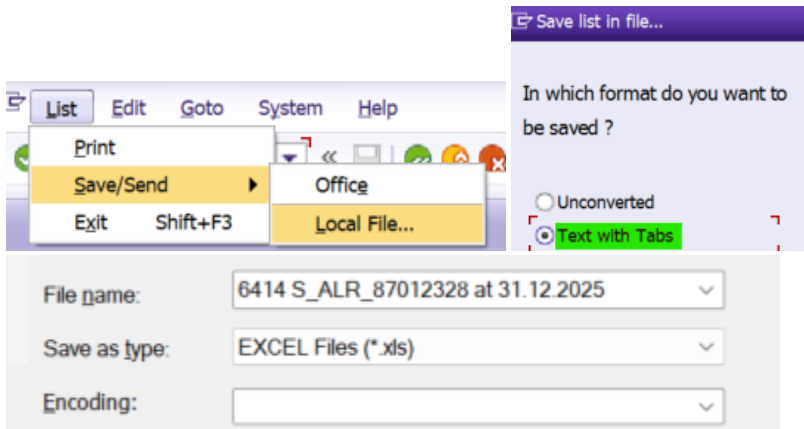 Save list in file...
In which format do you want to
be saved ?
Unconverted
Text with Tabs
List Edit Goto System Help
Print
Save/Send
Exit Shift+F3
Office
Local File...
File name:
6414 S_ALR_87012328 at 31.12.2025
Save as type:
EXCEL Files (*.xls)
Encoding: